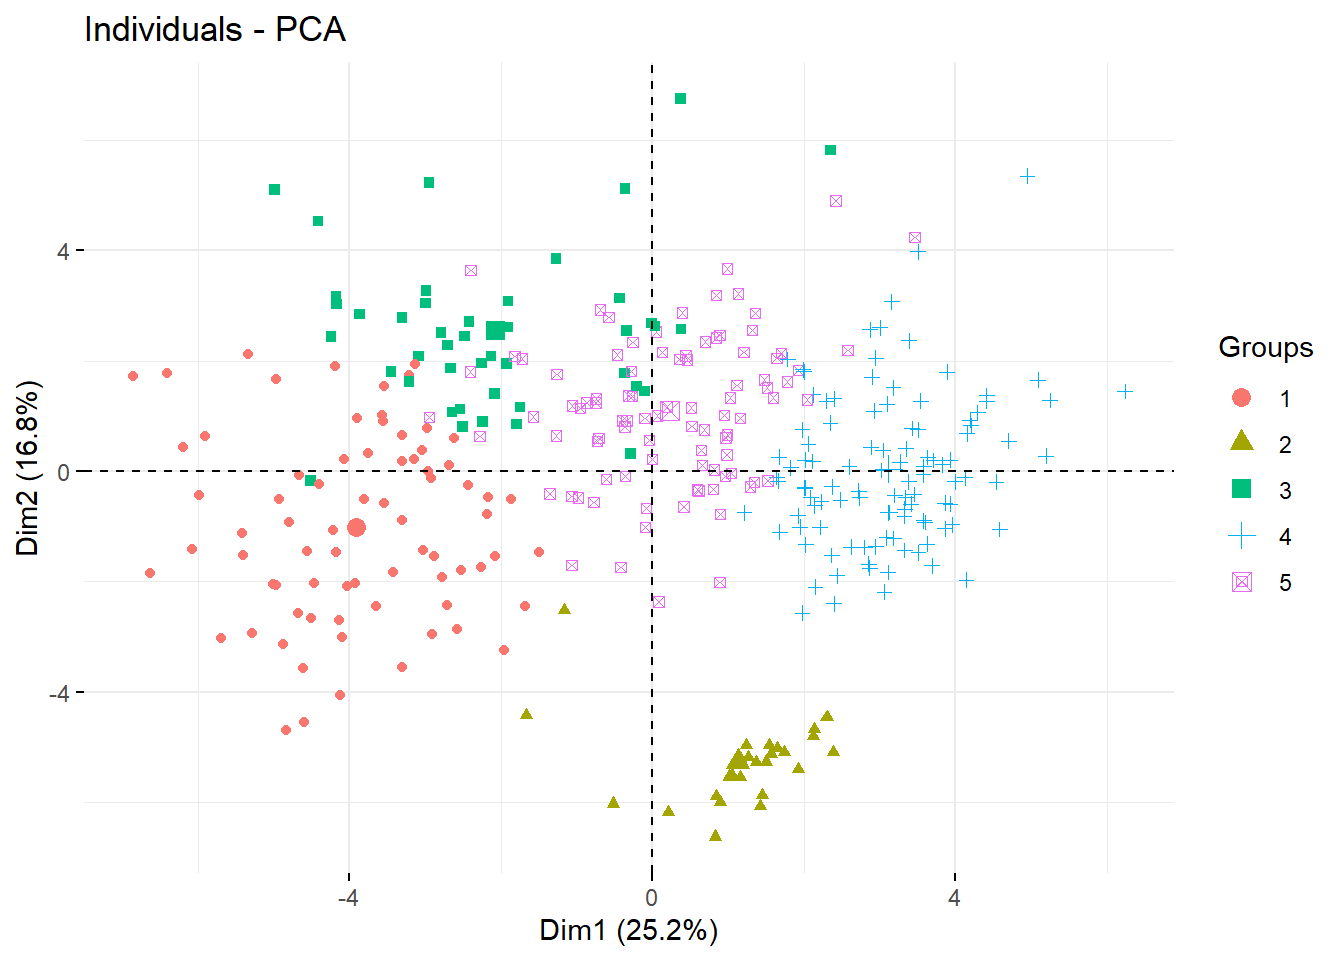 Individuals - PCA
Dim2 (16.8%)
4
0
-4
-4
0
4
Dim1 (25.2%)
Groups
1
2
3
4
5